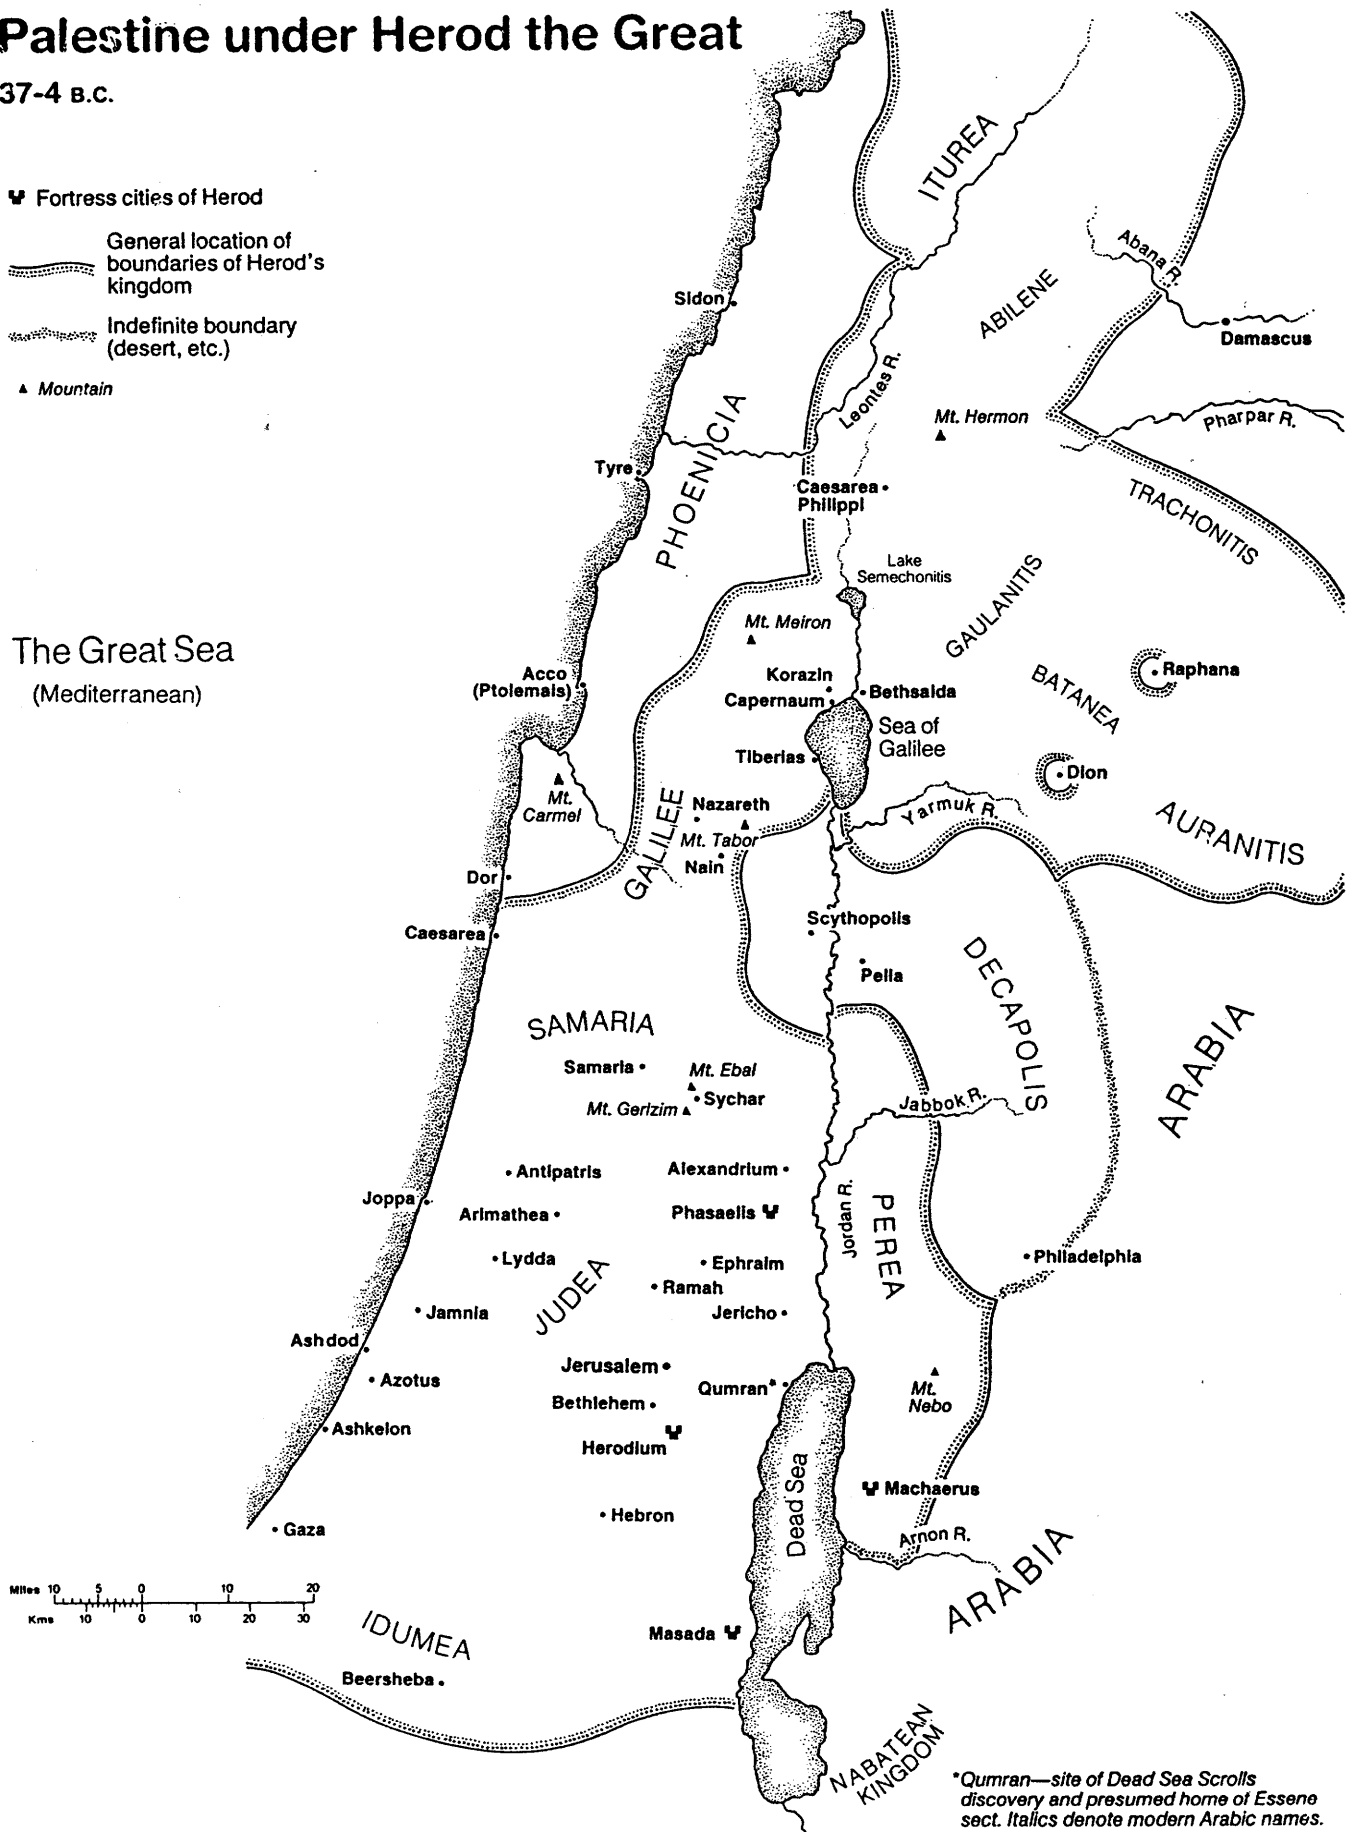 Palestine under Herod the Great
37-4 B.C.
Fortress cities of Herod
General location of
boundaries of Herod's
kingdom
Indefinite boundary
(desert, etc.)
Mountain
ITUREA
Abana R.
Sidon
ABILENE
Damascus
Leontes R.
PHOENICIA
Mt. Hermon
Pharpar R.
Tyre
Caesarea
Philippi
TRACHONITIS
Lake
Semechonitis
GAULANITIS
Mt. Meiron
The Great Sea
(Mediterranean)
Acco
(Ptolemais)
Korazin
Capernaum
Bethsaida
BATANEA
Raphana
Sea of
Galilee
Tiberias
Dion
Mt.
Carmel
GALILEE
Nazareth
Mt. Tabor
Nain
Yarmuk R.
AURANITIS
Dor
Caesarea
Scythopolis
Pella
DECAPOLIS
SAMARIA
ARABIA
Samaria
Mt. Ebal
Sychar
Mt. Gerizim
Jabbok R.
Antipatris
Alexandrium
Joppa
Arimathea
Phasaelis
Jordan R.
PEREA
Lydda
Ephraim
Philadelphia
Ramah
JUDEA
Jamnia
Jericho
Ashdod
Jerusalem
Azotus
Qumran*
Mt.
Nebo
Bethlehem
Ashkelon
Herodium
Dead Sea
Machaerus
Hebron
Gaza
Arnon R.
ARABIA
Miles 10 5 0 10 20
Kms 10 0 10 20 30
IDUMEA
Masada
Beersheba
NABATEAN
KINGDOM
*Qumran—site of Dead Sea Scrolls
discovery and presumed home of Essene
sect. Italics denote modern Arabic names.